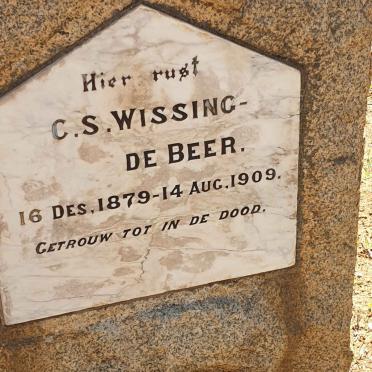 Hier rust
C.S. WISSING-
DE BEER.
16 DES. 1879-14 AUG. 1909.
GETROUW TOT IN DE DOOD.